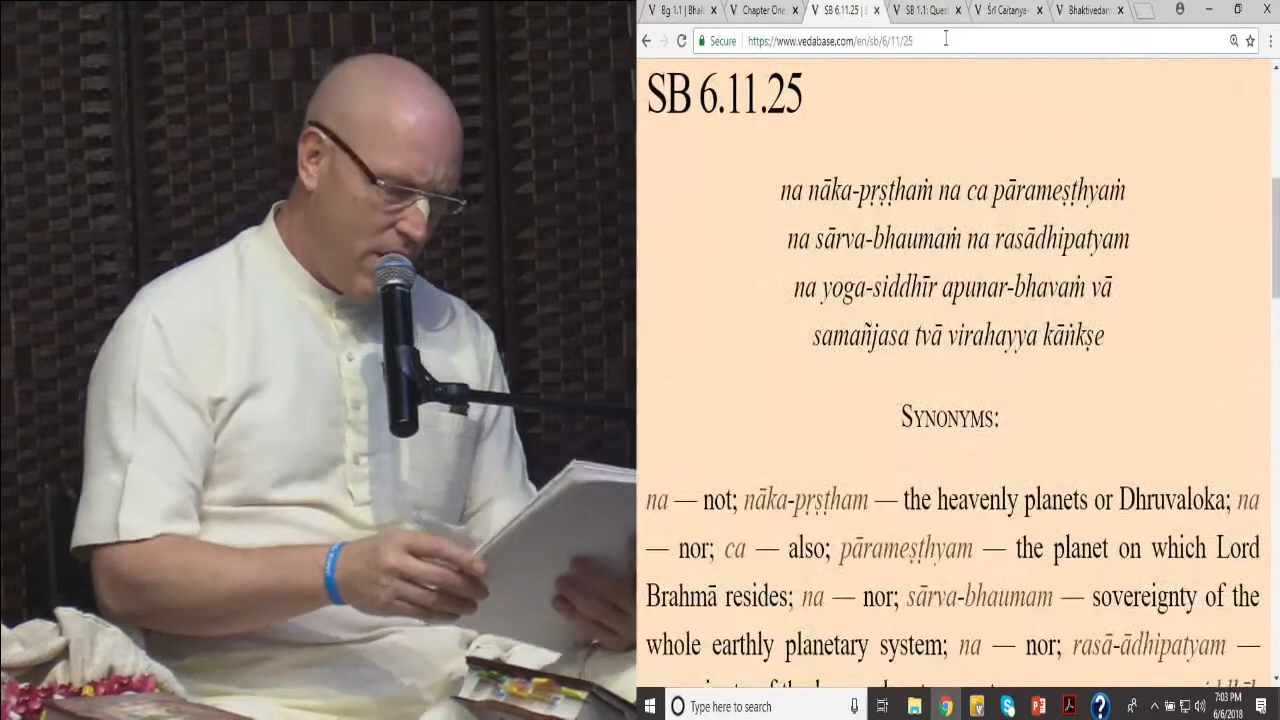 Bg 1.1 | Bhak
Chapter One
SB 6.11.25 |
SB 1.1: Quest
Śrī Caitanya-
Bhaktivedan
Secure https://www.vedabase.com/en/sb/6/11/25
SB 6.11.25
na nāka-pṛṣṭhaṁ na ca pārameṣṭhyaṁ
na sārva-bhaumaṁ na rasādhipatyam
na yoga-siddhīr apunar-bhavaṁ vā
samañjasa tvā virahayya kāṅkṣe
SYNONYMS:
na — not; nāka-pṛṣṭham — the heavenly planets or Dhruvaloka; na
— nor; ca — also; pārameṣṭhyam — the planet on which Lord
Brahmā resides; na — nor; sārva-bhaumam — sovereignty of the
whole earthly planetary system; na — nor; rasā-ādhipatyam —
Type here to search
7:03 PM
6/6/2018